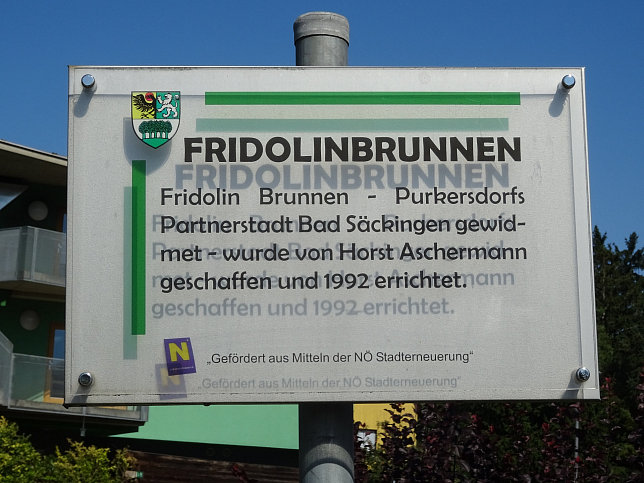 FRIDOLINBRUNNEN
Fridolin Brunnen - Purkersdorfs
Partnerstadt Bad Säckingen gewid-
met - wurde von Horst Aschermann
geschaffen und 1992 errichtet.
N
„Gefördert aus Mitteln der NÖ Stadterneuerung“